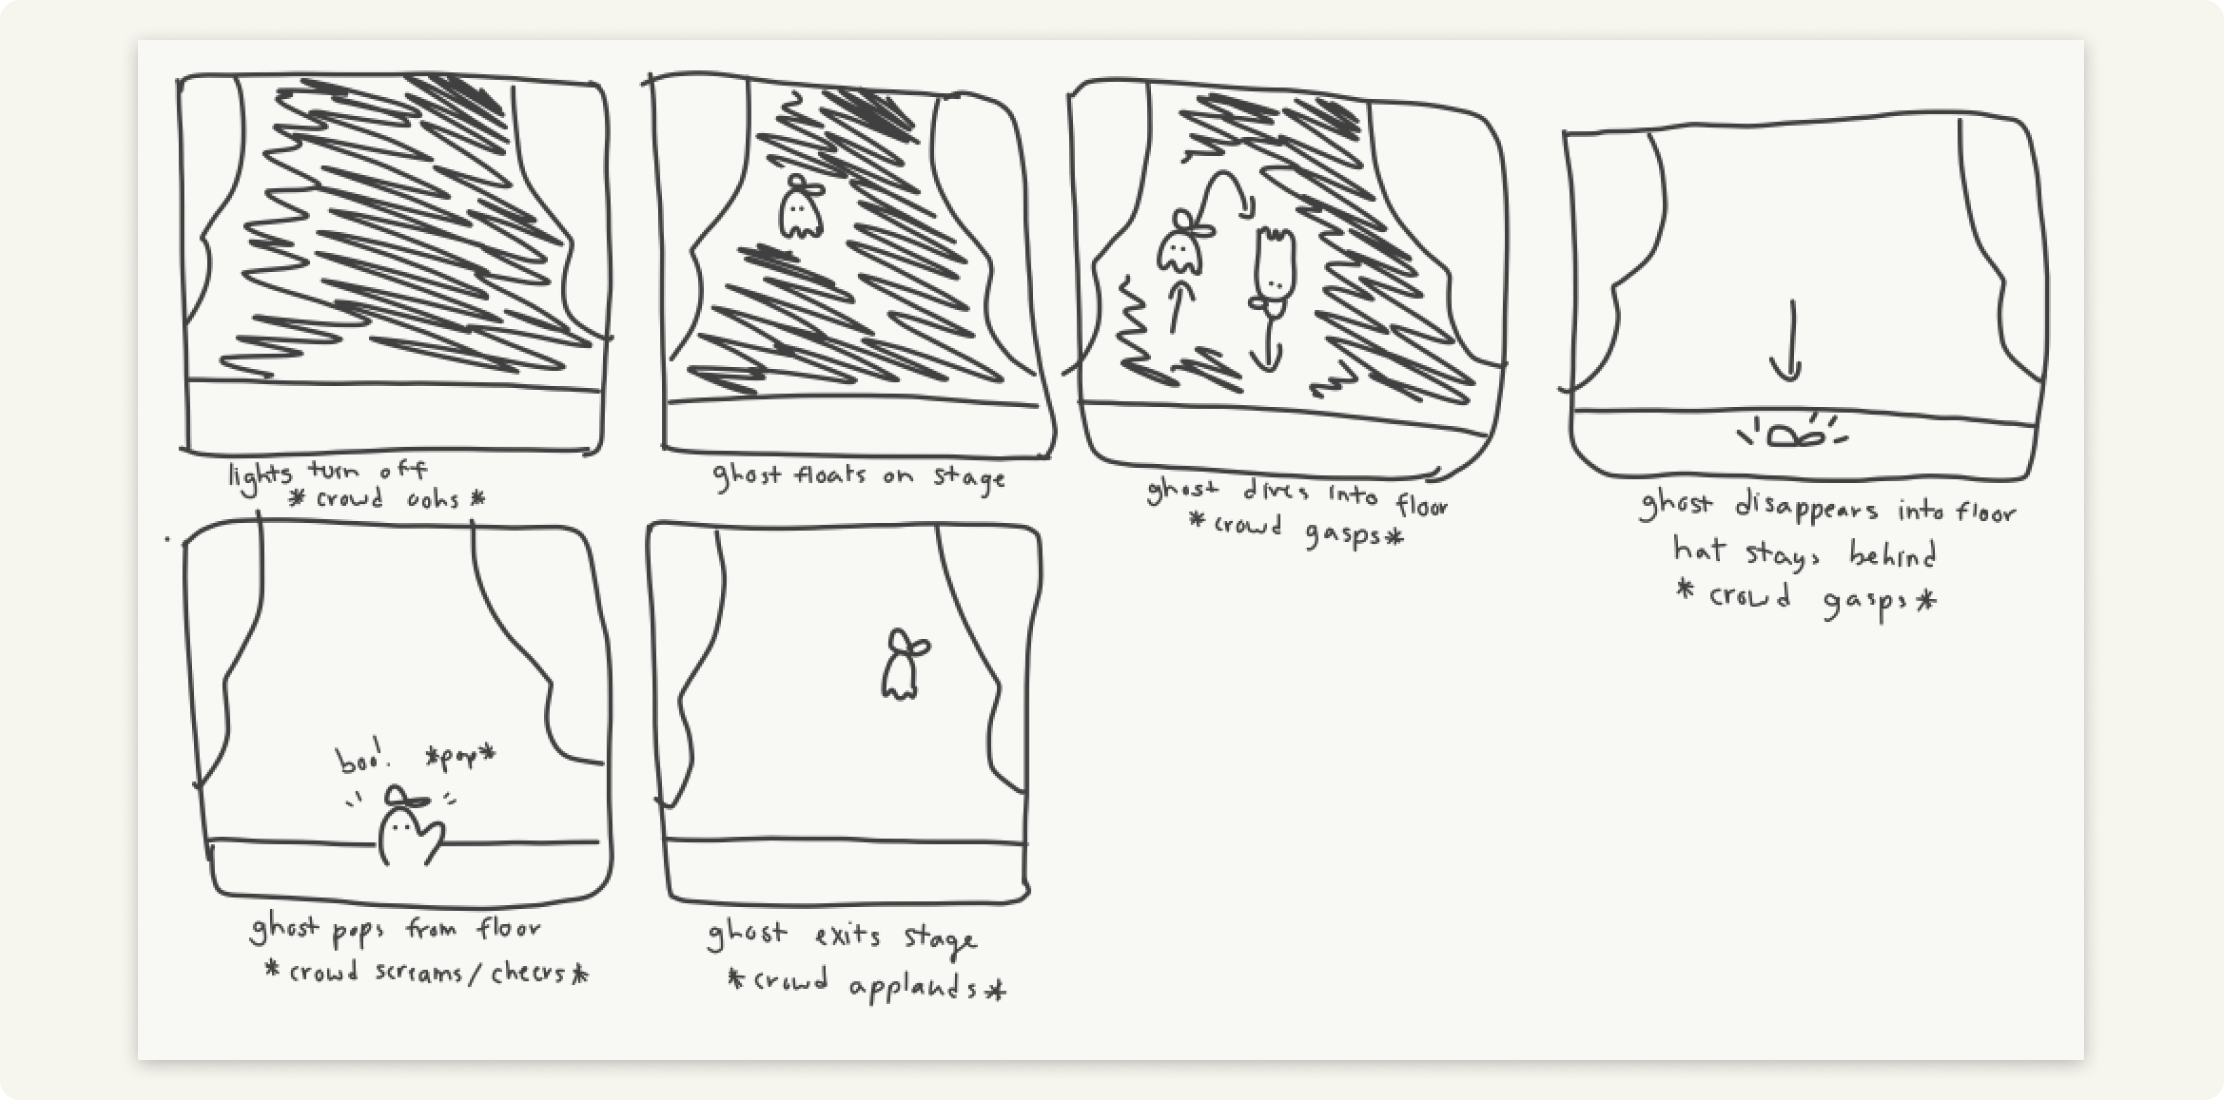 lights turn off
* crowd oohs *
ghost floats on stage
ghost dives into floor
* crowd gasps *
ghost disappears into floor
hat stays behind
* crowd gasps *
boo! *pop*
ghost pops from floor
* crowd screams/cheers *
ghost exits stage
* crowd applauds *